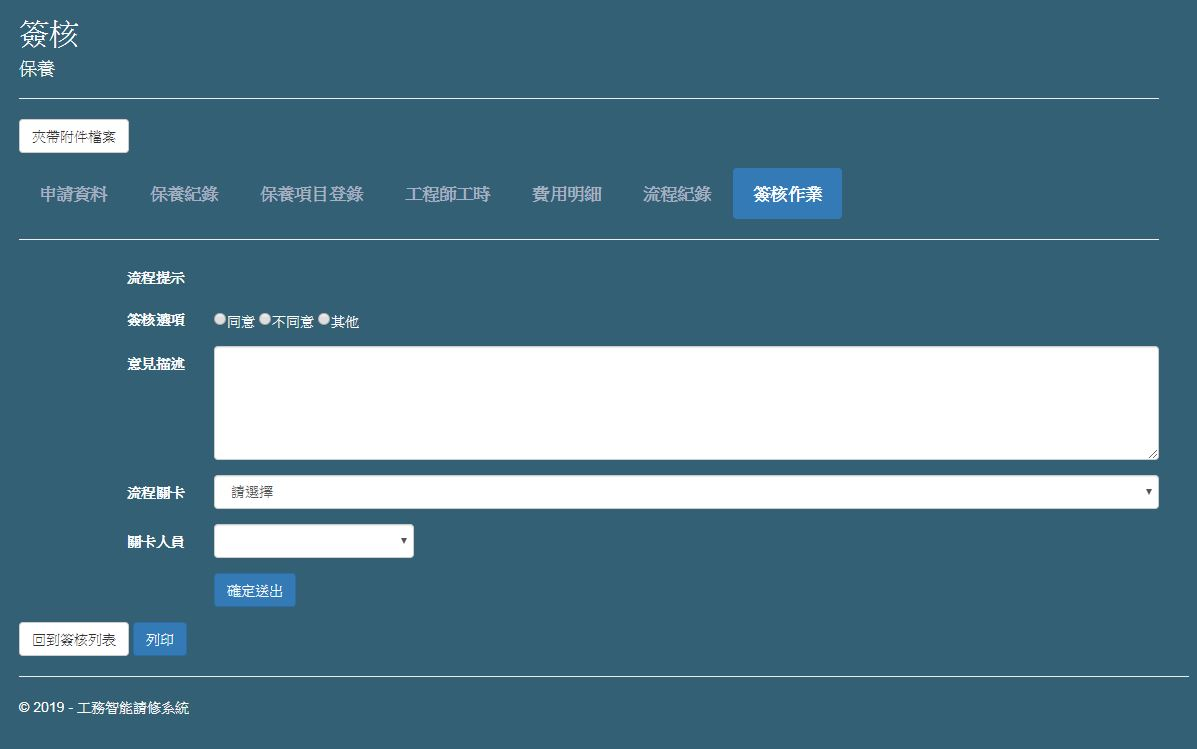 簽核
保養
夾帶附件檔案
申請資料 保養紀錄 保養項目登錄 工程師工時 費用明細 流程紀錄 簽核作業
流程提示
簽核選項 同意 不同意 其他
意見描述
流程關卡 請選擇
關卡人員
確定送出
回到簽核列表 列印
© 2019 - 工務智能請修系統